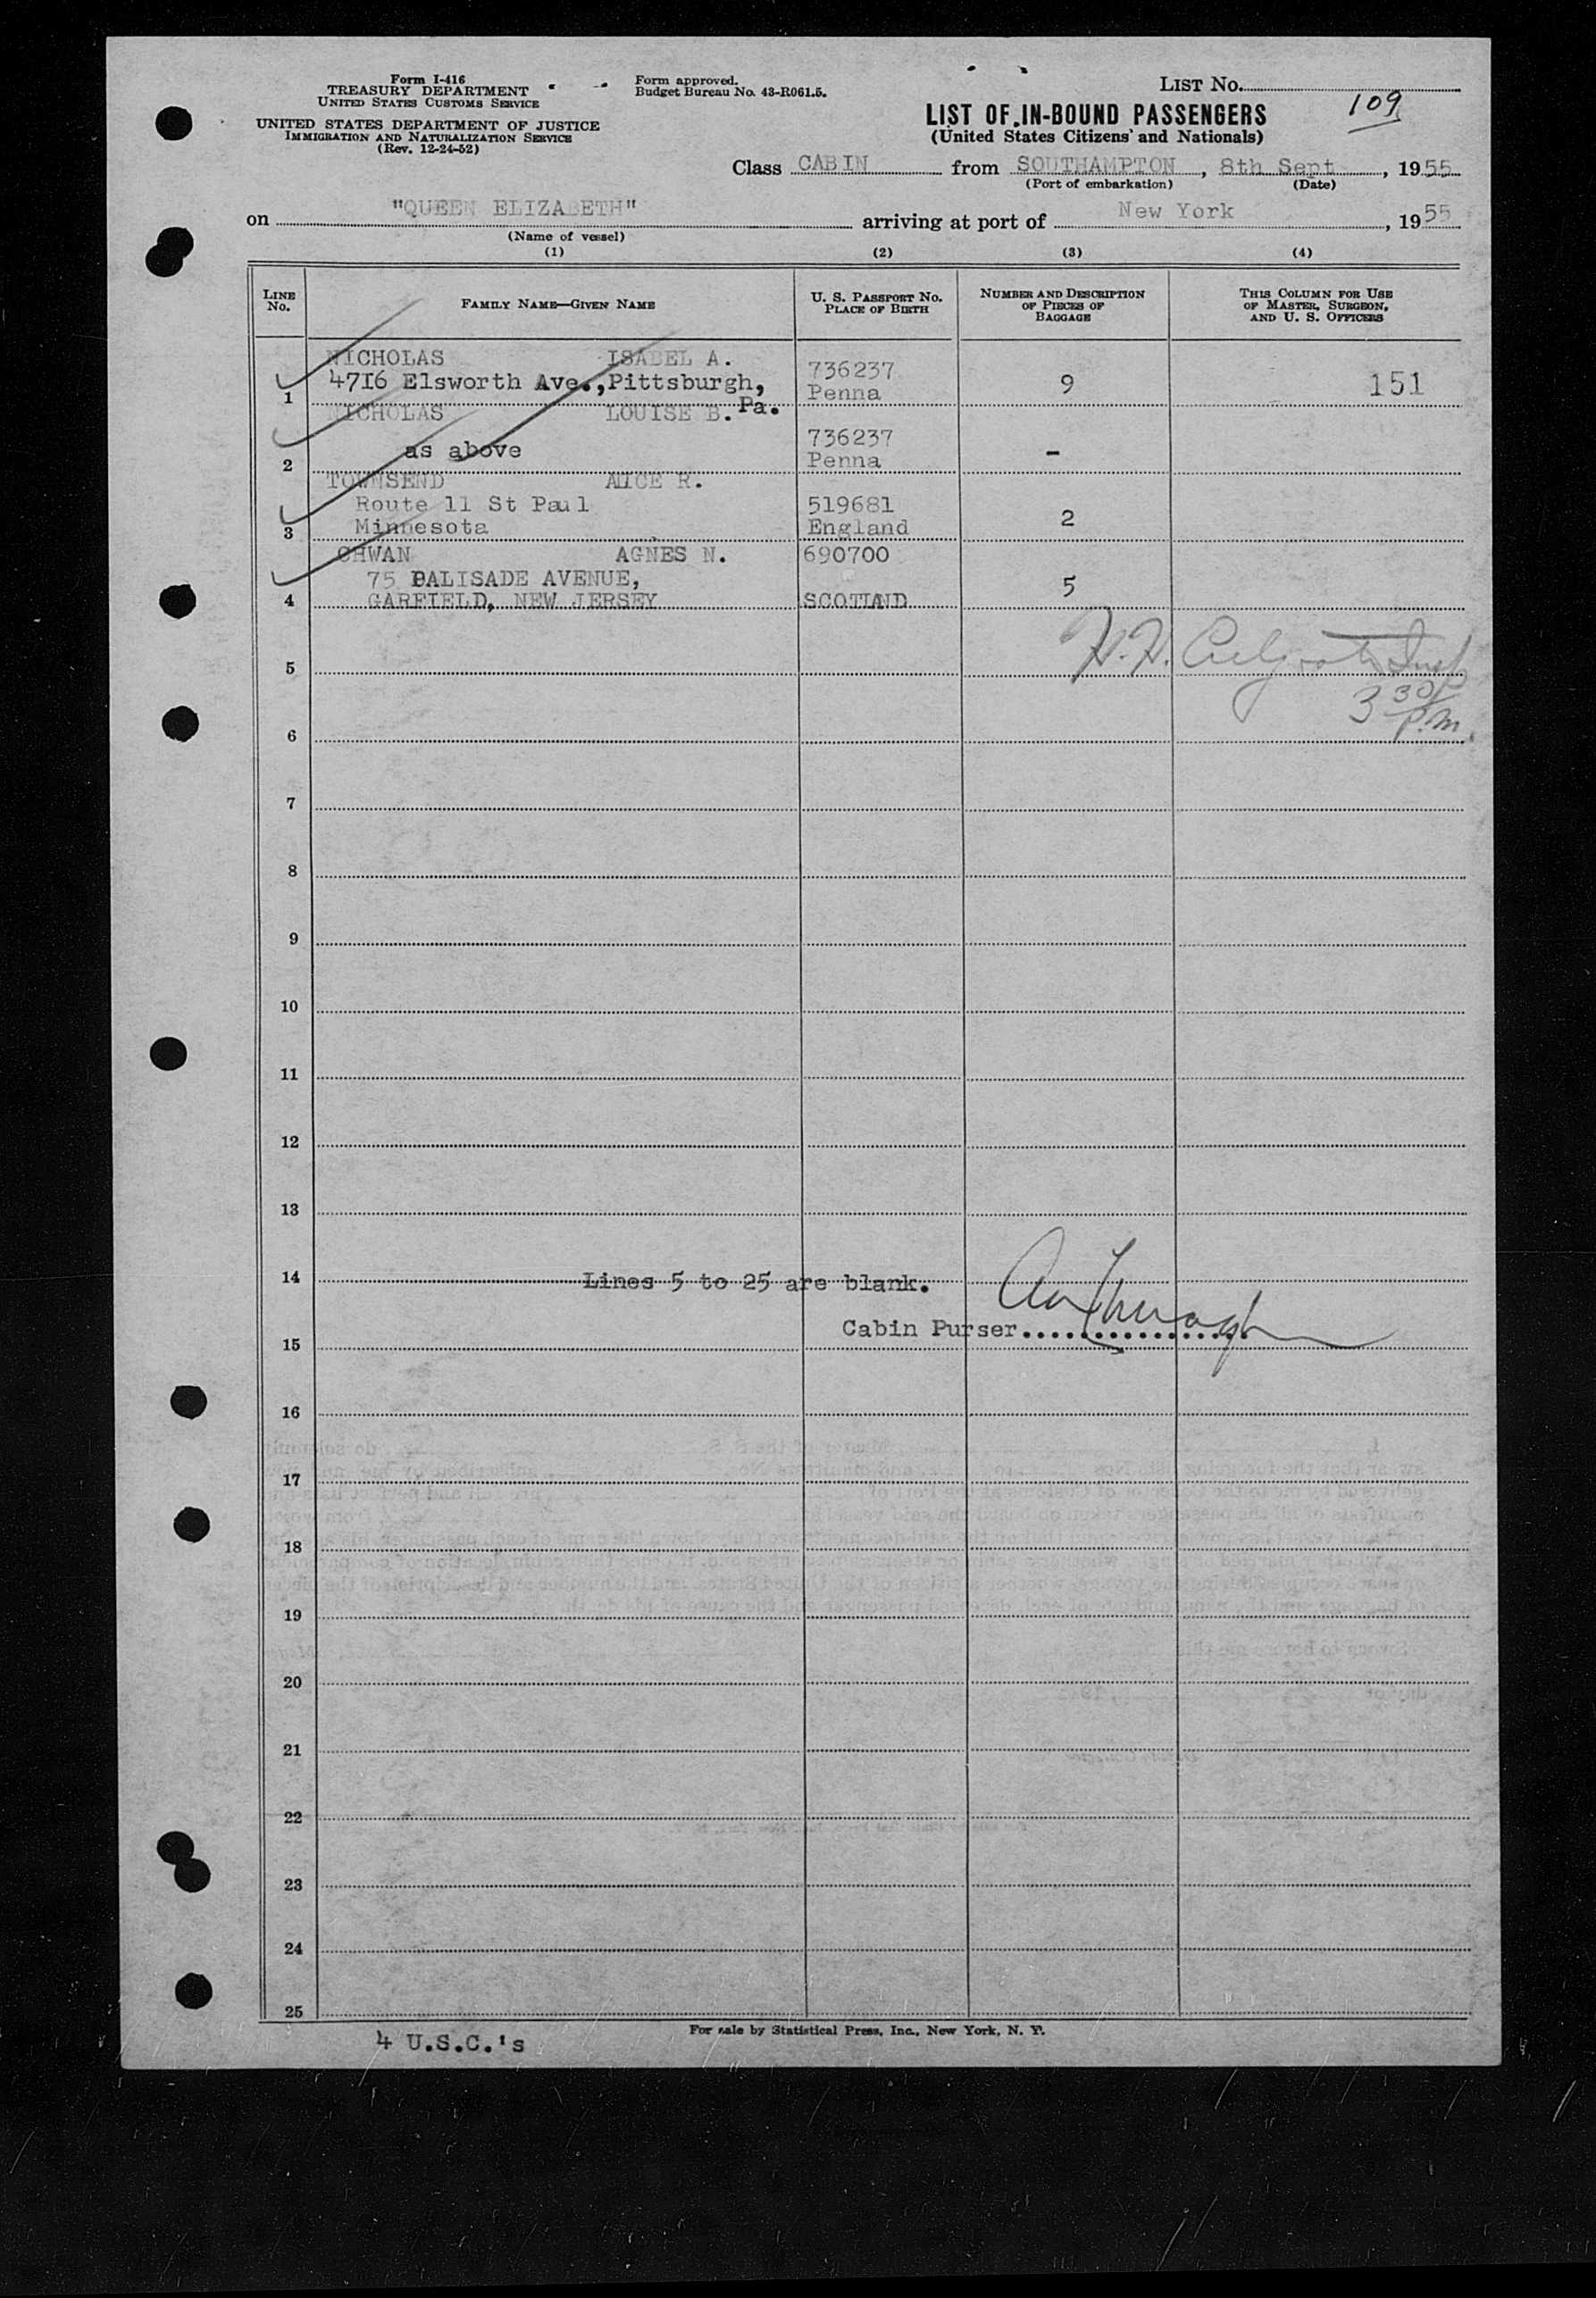 Form I-416
TREASURY DEPARTMENT
UNITED STATES CUSTOMS SERVICE
UNITED STATES DEPARTMENT OF JUSTICE
IMMIGRATION AND NATURALIZATION SERVICE
(Rev. 12-24-52)
Form approved.
Budget Bureau No. 43-R061.5.
LIST NO.
109
LIST OF IN-BOUND PASSENGERS
(United States Citizens and Nationals)
Class CABIN from SOUTHAMPTON, 8th Sept, 1955
(Port of embarkation) (Date)
on "QUEEN ELIZABETH" arriving at port of New York, 1955
(Name of vessel)
(1) (2) (3) (4)
LINE NO.
FAMILY NAME—GIVEN NAME
U. S. PASSPORT NO.
PLACE OF BIRTH
NUMBER AND DESCRIPTION
OF PIECES OF
BAGGAGE
THIS COLUMN FOR USE
OF MASTER, SURGEON,
AND U. S. OFFICERS
NICHOLAS ISABEL A. 736237
4716 Elsworth Ave., Pittsburgh, Pa. Penna 9 151
1
NICHOLAS LOUISE B.
as above 736237
2 Penna -
TOWNSEND ALICE R.
Route 11 St Paul 519681
3 Minnesota England 2
CHWAN AGNES N. 690700
75 PALISADE AVENUE, 5
4 GARFIELD, NEW JERSEY SCOTLAND
5
3 30 P.M.
6
7
8
9
10
11
12
13
14 Lines 5 to 25 are blank.
Cabin Purser
15
16
17
18
19
20
21
22
23
24
25
4 U.S.C.'s
For sale by Statistical Press, Inc., New York, N. Y.